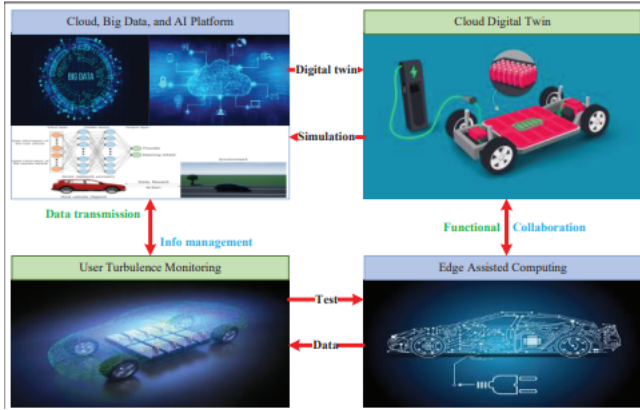 Cloud, Big Data, and AI Platform
Cloud Digital Twin
BIG DATA
Digital twin
Simulation
Environment
Data transmission
Info management
Functional
Collaboration
User Turbulence Monitoring
Edge Assisted Computing
Test
Data